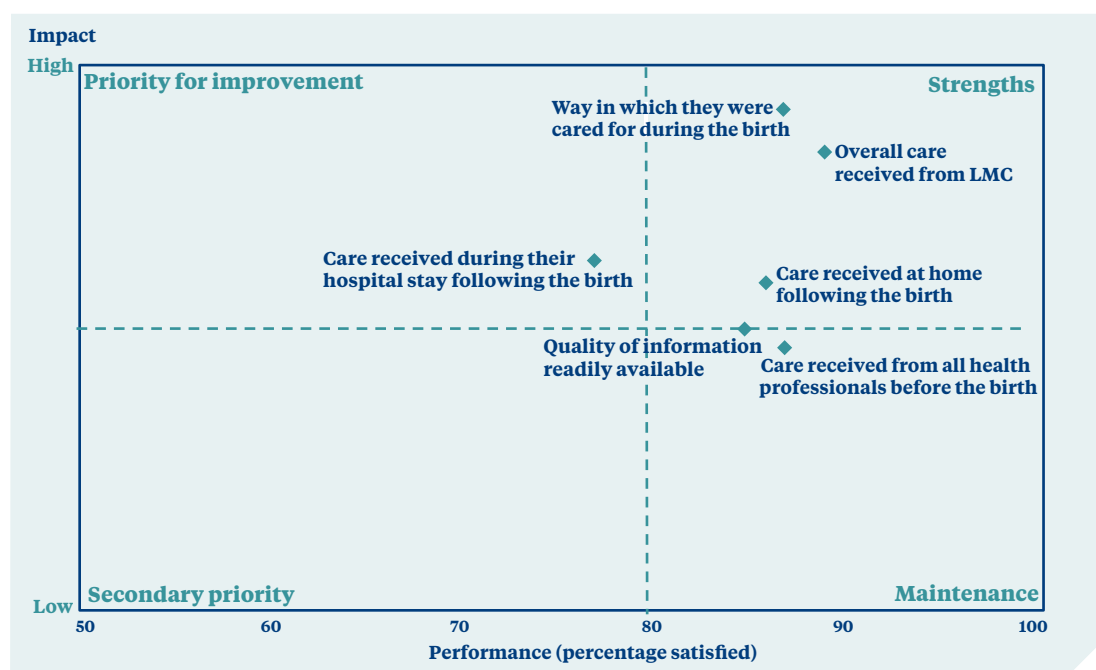 Impact
High
Priority for improvement
Strengths
Way in which they were
cared for during the birth
Overall care
received from LMC
Care received during their
hospital stay following the birth
Care received at home
following the birth
Quality of information
readily available
Care received from all health
professionals before the birth
Low
Secondary priority
Maintenance
50 60 70 80 90 100
Performance (percentage satisfied)